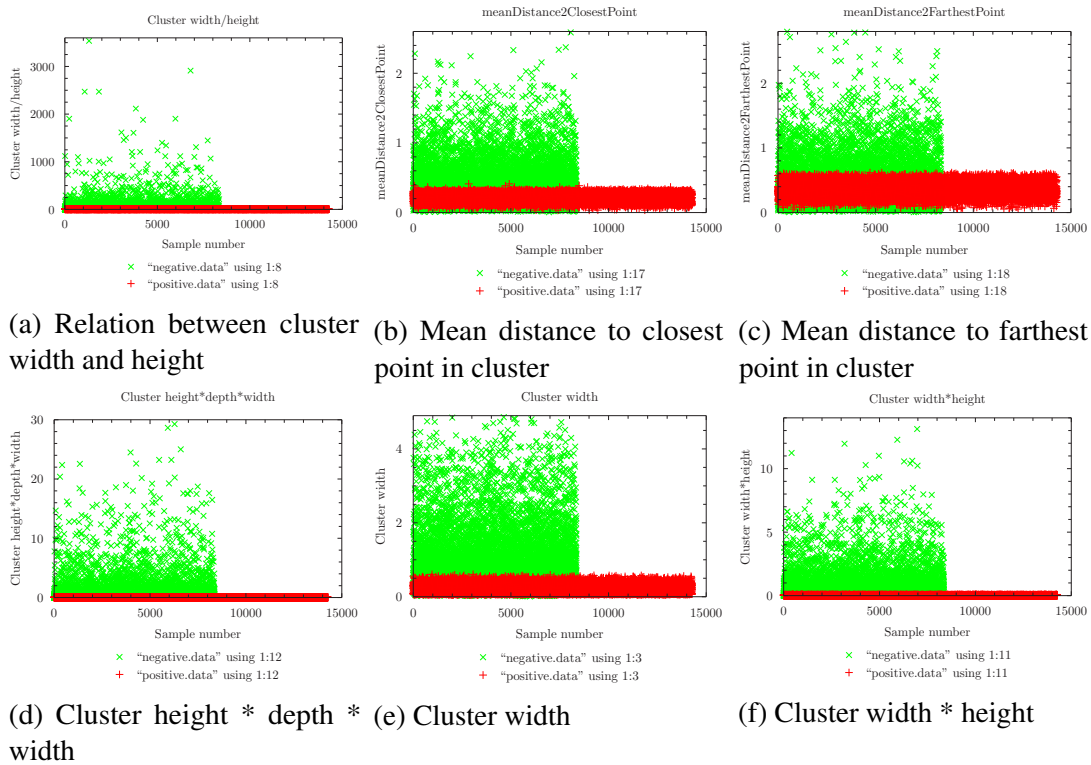 Cluster width/height
3000
2000
1000
0
Cluster width/height
0 5000 10000 15000
Sample number
× “negative.data” using 1:8
+ “positive.data” using 1:8
(a) Relation between cluster
width and height
meanDistance2ClosestPoint
2
1
0
meanDistance2ClosestPoint
0 5000 10000 15000
Sample number
× “negative.data” using 1:17
+ “positive.data” using 1:17
(b) Mean distance to closest
point in cluster
meanDistance2FarthestPoint
2
1
0
meanDistance2FarthestPoint
0 5000 10000 15000
Sample number
× “negative.data” using 1:18
+ “positive.data” using 1:18
(c) Mean distance to farthest
point in cluster
Cluster height*depth*width
30
20
10
0
Cluster height*depth*width
0 5000 10000 15000
Sample number
× “negative.data” using 1:12
+ “positive.data” using 1:12
(d) Cluster height * depth *
width
Cluster width
4
2
0
Cluster width
0 5000 10000 15000
Sample number
× “negative.data” using 1:3
+ “positive.data” using 1:3
(e) Cluster width
Cluster width*height
10
5
0
Cluster width*height
0 5000 10000 15000
Sample number
× “negative.data” using 1:11
+ “positive.data” using 1:11
(f) Cluster width * height